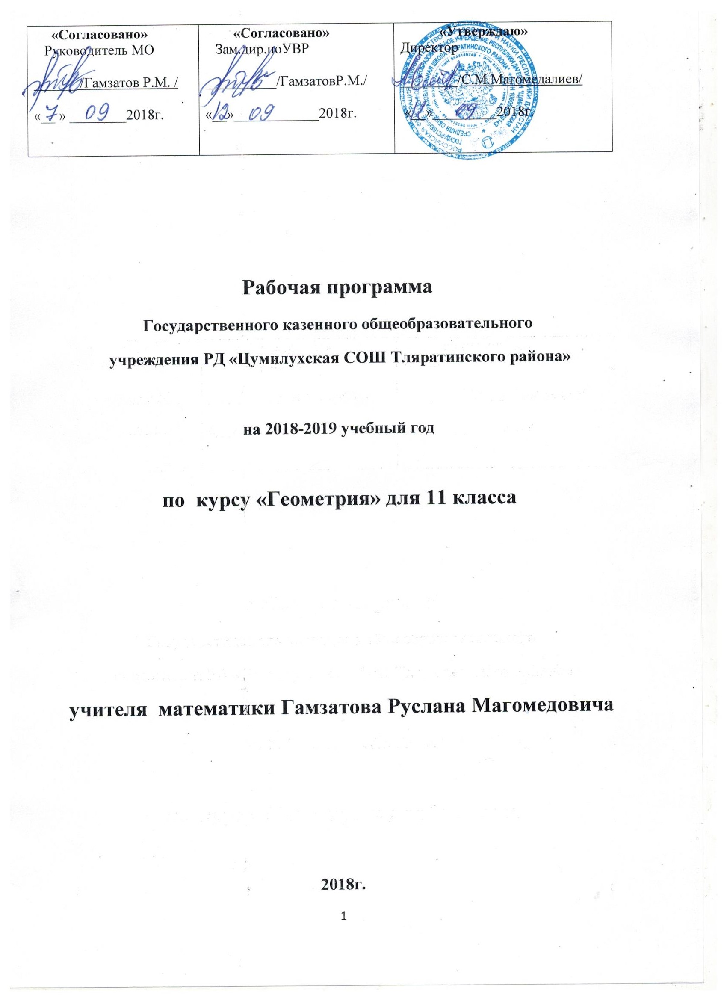 «Согласовано»
Руководитель МО
/Гамзатов Р.М. /
«7» 09 2018г.
«Согласовано»
Зам.дир.поУВР
/ГамзатовР.М./
«12» 09 2018г.
«Утверждаю»
Директор
/С.М.Магомедалиев/
«12» 09 2018г.
Рабочая программа
Государственного казенного общеобразовательного
учреждения РД «Цумилухская СОШ Тляратинского района»
на 2018-2019 учебный год
по курсу «Геометрия» для 11 класса
учителя математики Гамзатова Руслана Магомедовича
2018г.
1